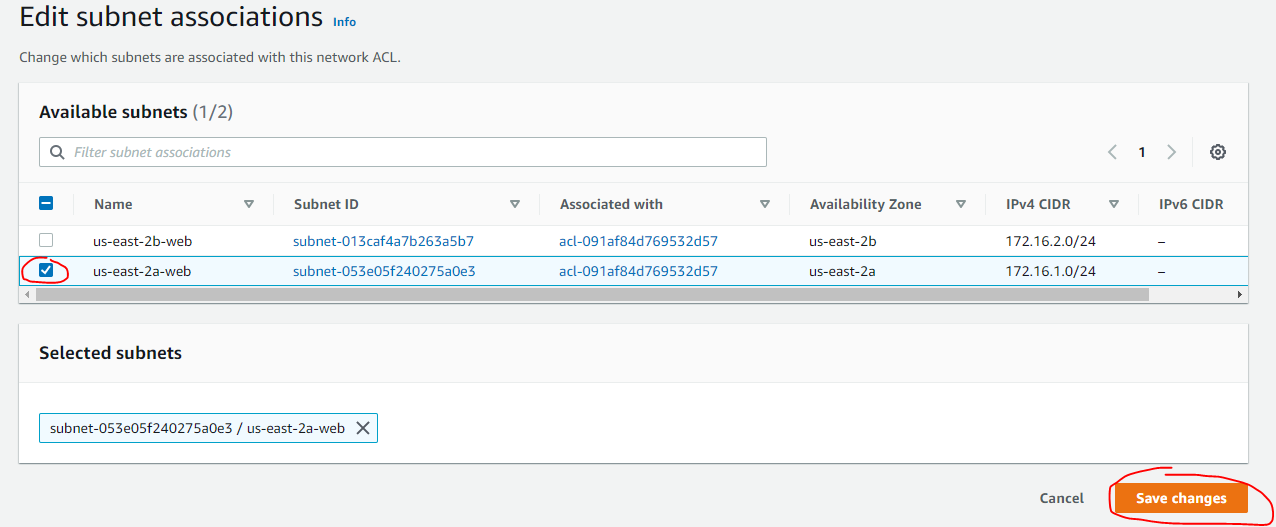 Edit subnet associations Info
Change which subnets are associated with this network ACL.
Available subnets (1/2)
Filter subnet associations
1
Name Subnet ID Associated with Availability Zone IPv4 CIDR IPv6 CIDR
us-east-2b-web subnet-013caf4a7b263a5b7 acl-091af84d769532d57 us-east-2b 172.16.2.0/24 –
us-east-2a-web subnet-053e05f240275a0e3 acl-091af84d769532d57 us-east-2a 172.16.1.0/24 –
Selected subnets
subnet-053e05f240275a0e3 / us-east-2a-web
Cancel Save changes